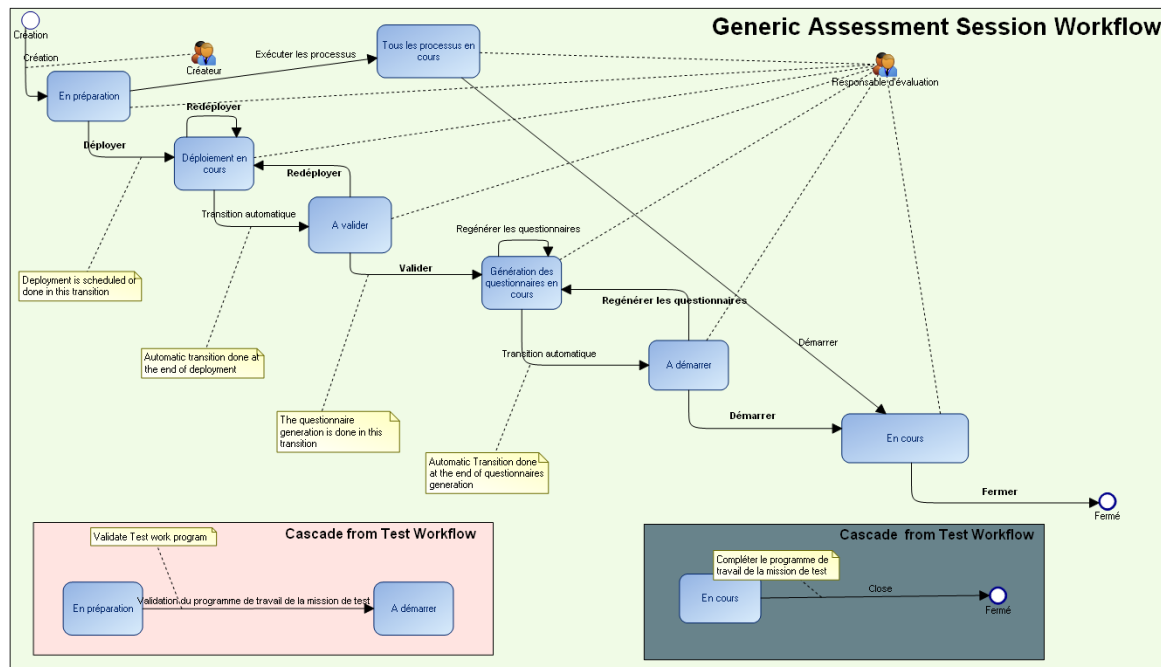 Generic Assessment Session Workflow
Création
Création
Créateur
Exécuter les processus
Tous les processus en
cours
Responsable d'évaluation
En préparation
Redéployer
Déployer
Déploiement en
cours
Redéployer
Transition automatique
A valider
Regénérer les questionnaires
Valider
Génération des
questionnaires en
cours
Deployment is scheduled or
done in this transition
Regénérer les questionnaires
Démarrer
Automatic transition done at
the end of deployment
Transition automatique
A démarrer
The questionnaire
generation is done in this
transition
Démarrer
En cours
Automatic Transition done
at the end of questionnaires
generation
Fermer
Fermé
Cascade from Test Workflow
Validate Test work program
En préparation
Validation du programme de travail de la mission de test
A démarrer
Cascade from Test Workflow
Compléter le programme de
travail de la mission de test
En cours
Close
Fermé